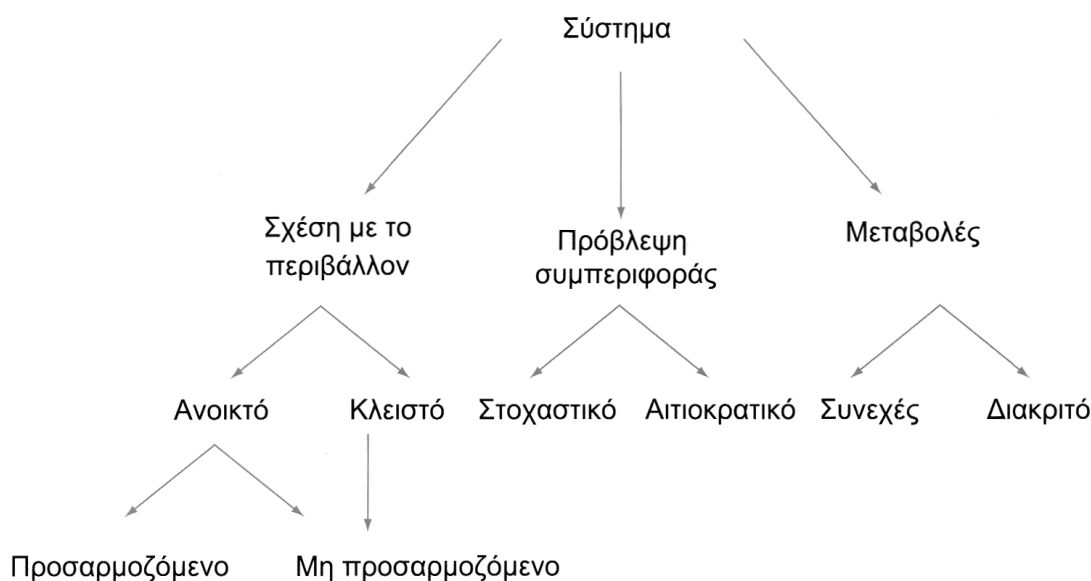 Σύστημα
Σχέση με το
περιβάλλον
Πρόβλεψη
συμπεριφοράς
Μεταβολές
Ανοικτό
Κλειστό
Στοχαστικό
Αιτιοκρατικό
Συνεχές
Διακριτό
Προσαρμοζόμενο
Μη προσαρμοζόμενο